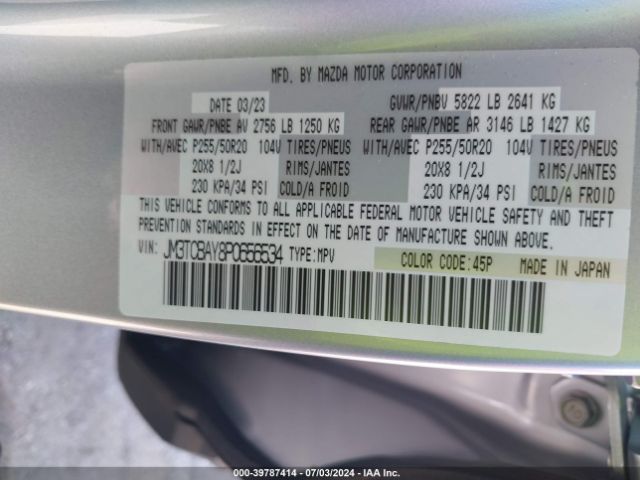 MFD. BY MAZDA MOTOR CORPORATION
DATE 03/23 GVWR/PNBV 5822 LB 2641 KG
FRONT GAWR/PNBE AV 2756 LB 1250 KG REAR GAWR/PNBE AR 3146 LB 1427 KG
WITH/AVEC P255/50R20 104V TIRES/PNEUS WITH/AVEC P255/50R20 104V TIRES/PNEUS
20X8 1/2J RIMS/JANTES 20X8 1/2J RIMS/JANTES
230 KPA/34 PSI COLD/A FROID 230 KPA/34 PSI COLD/A FROID
THIS VEHICLE CONFORMS TO ALL APPLICABLE FEDERAL MOTOR VEHICLE SAFETY AND THEFT
PREVENTION STANDARDS IN EFFECT ON THE DATE OF MANUFACTURE SHOWN ABOVE.
VIN: JM3TCBAY8P0656534 TYPE:MPV COLOR CODE:45P MADE IN JAPAN
000-39787414 - 07/03/2024 - IAA Inc.